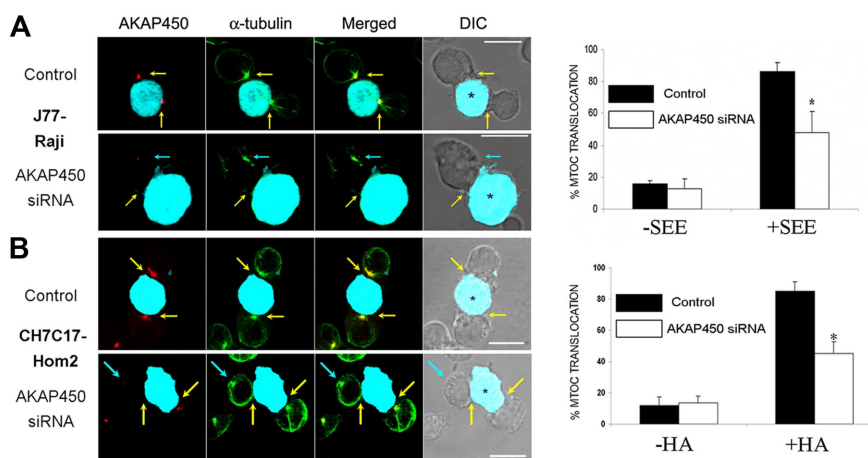 A
AKAP450 α-tubulin Merged DIC
Control
J77-
Raji
AKAP450
siRNA
*
*
% MTOC TRANSLOCATION
100
80
60
40
20
0
Control
AKAP450 siRNA
*
-SEE +SEE
B
Control
CH7C17-
Hom2
AKAP450
siRNA
*
*
% MTOC TRANSLOCATION
100
80
60
40
20
0
Control
AKAP450 siRNA
*
-HA +HA